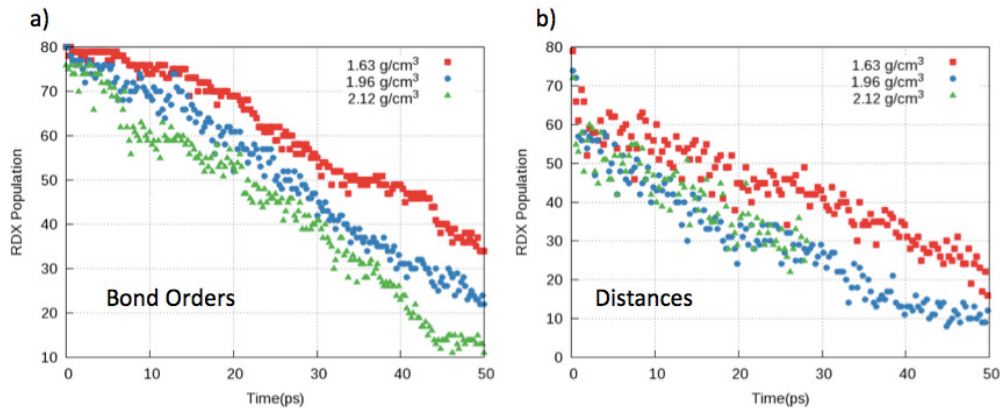 a)
80
70
60
50
40
30
20
10
RDX Population
1.63 g/cm³
1.96 g/cm³
2.12 g/cm³
Bond Orders
0 10 20 30 40 50
Time(ps)
b)
80
70
60
50
40
30
20
10
0
RDX Population
1.63 g/cm³
1.96 g/cm³
2.12 g/cm³
Distances
0 10 20 30 40 50
Time(ps)